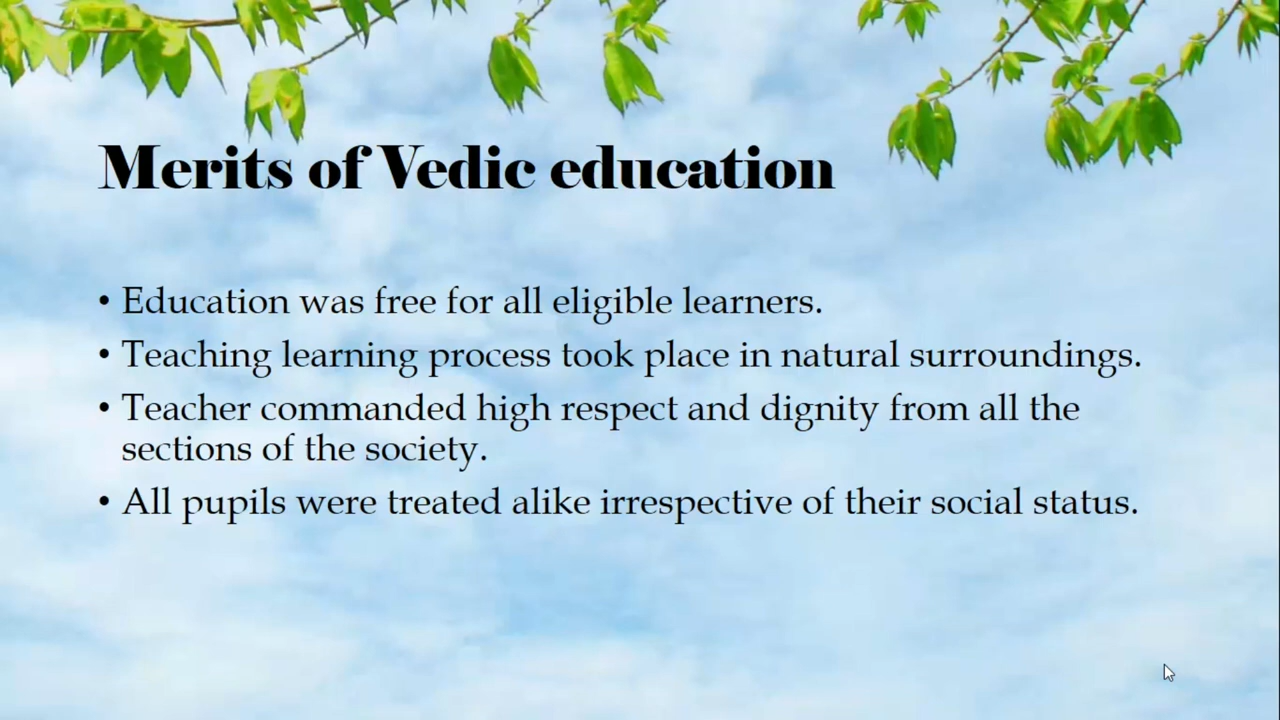 Merits of Vedic education
• Education was free for all eligible learners.
• Teaching learning process took place in natural surroundings.
• Teacher commanded high respect and dignity from all the
sections of the society.
• All pupils were treated alike irrespective of their social status.